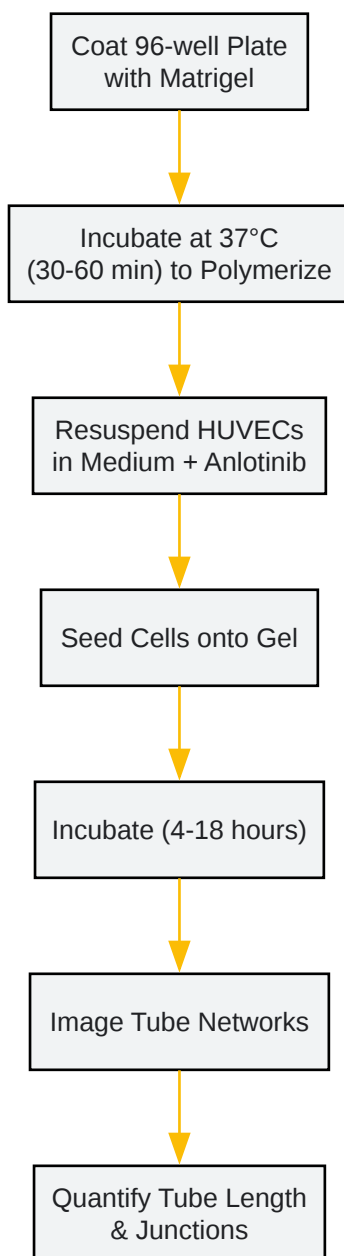 Coat 96-well Plate
with Matrigel
Incubate at 37°C
(30-60 min) to Polymerize
Resuspend HUVECs
in Medium + Anlotinib
Seed Cells onto Gel
Incubate (4-18 hours)
Image Tube Networks
Quantify Tube Length
& Junctions